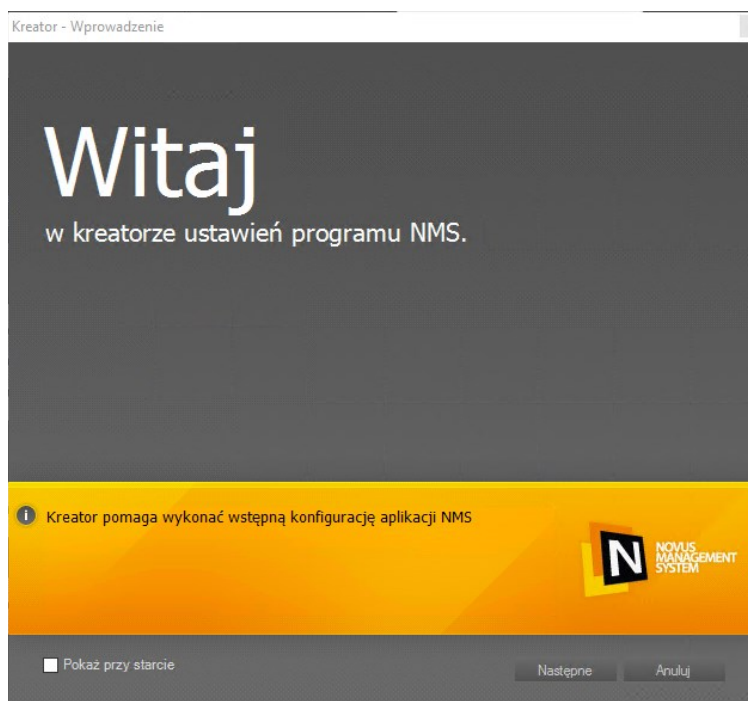 Kreator - Wprowadzenie
Witaj
w kreatorze ustawień programu NMS.
Kreator pomaga wykonać wstępną konfigurację aplikacji NMS
N
NOVUS
MANAGEMENT
SYSTEM
Pokaż przy starcie
Następne
Anuluj